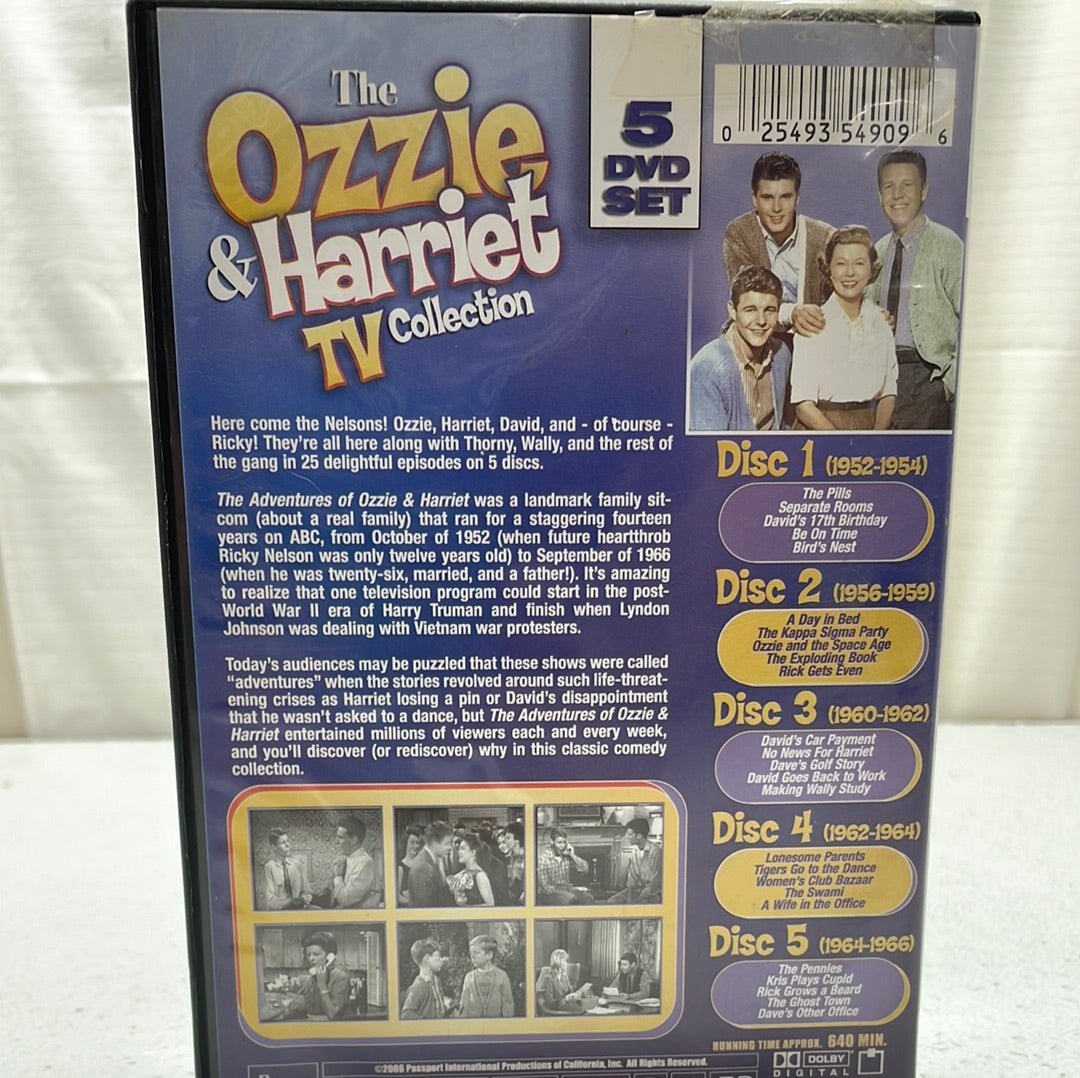 The
Ozzie
& Harriet
TV Collection
5
DVD
SET
0 25493 54909 6
Here come the Nelsons! Ozzie, Harriet, David, and - of course -
Ricky! They're all here along with Thorny, Wally, and the rest of
the gang in 25 delightful episodes on 5 discs.
The Adventures of Ozzie & Harriet was a landmark family sit-
com (about a real family) that ran for a staggering fourteen
years on ABC, from October of 1952 (when future heartthrob
Ricky Nelson was only twelve years old) to September of 1966
(when he was twenty-six, married, and a father!). It's amazing
to realize that one television program could start in the post-
World War II era of Harry Truman and finish when Lyndon
Johnson was dealing with Vietnam war protesters.
Today's audiences may be puzzled that these shows were called
"adventures" when the stories revolved around such life-threat-
ening crises as Harriet losing a pin or David's disappointment
that he wasn't asked to a dance, but The Adventures of Ozzie &
Harriet entertained millions of viewers each and every week,
and you'll discover (or rediscover) why in this classic comedy
collection.
Disc 1 (1952-1954)
The Pills
Separate Rooms
David's 17th Birthday
Be On Time
Bird's Nest
Disc 2 (1956-1959)
A Day in Bed
The Kappa Sigma Party
Ozzie and the Space Age
The Exploding Book
Rick Gets Even
Disc 3 (1960-1962)
David's Car Payment
No News For Harriet
Dave's Golf Story
David Goes Back to Work
Making Wally Study
Disc 4 (1962-1964)
Lonesome Parents
Tigers Go to the Dance
Women's Club Bazaar
The Swami
A Wife in the Office
Disc 5 (1964-1966)
The Pennies
Kris Plays Cupid
Rick Grows a Beard
The Ghost Town
Dave's Other Office
RUNNING TIME APPROX. 640 MIN.
©2006 Passport International Productions of California, Inc. All Rights Reserved.
DOLBY
DIGITAL